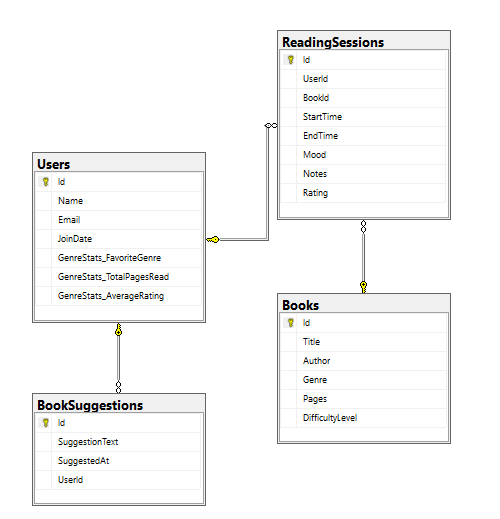 ReadingSessions
Id
UserId
BookId
StartTime
EndTime
Mood
Notes
Rating
Users
Id
Name
Email
JoinDate
GenreStats_FavoriteGenre
GenreStats_TotalPagesRead
GenreStats_AverageRating
Books
Id
Title
Author
Genre
Pages
DifficultyLevel
BookSuggestions
Id
SuggestionText
SuggestedAt
UserId